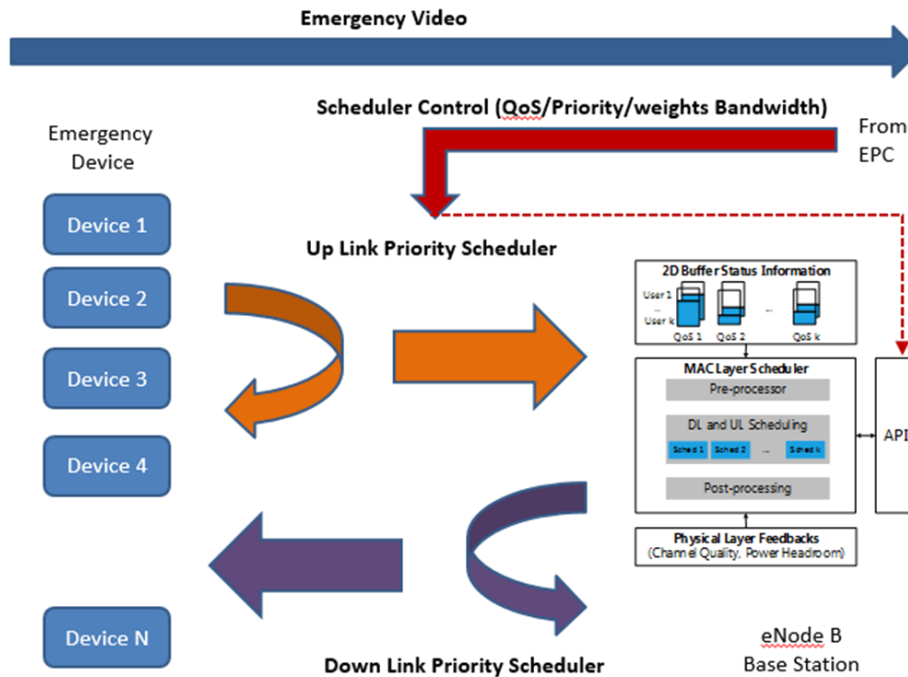 Emergency Video
Scheduler Control (QoS/Priority/weights Bandwidth)
From
EPC
Emergency
Device
Device 1
Device 2
Device 3
Device 4
Device N
Up Link Priority Scheduler
2D Buffer Status Information
User 1
...
User k
QoS 1
QoS 2
...
QoS k
MAC Layer Scheduler
Pre-processor
DL and UL Scheduling
Sched 1
Sched 2
...
Sched k
Post-processing
API
Physical Layer Feedbacks
(Channel Quality, Power Headroom)
Down Link Priority Scheduler
eNode B
Base Station